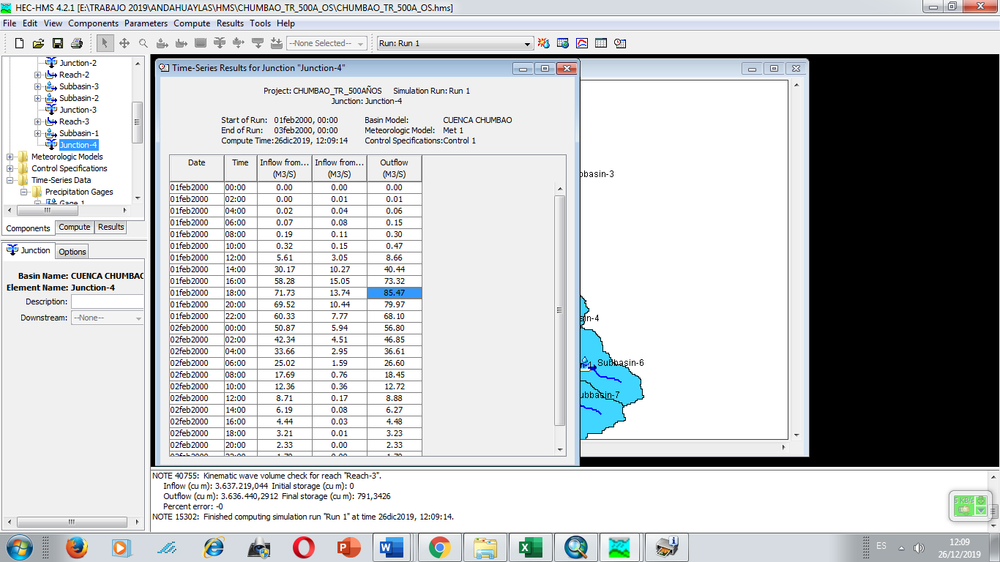 HEC-HMS 4.2.1 [E:\TRABAJO 2019\ANDAHUAYLAS\HMS\CHUMBAO_TR_500A_OS\CHUMBAO_TR_500A_OS.hms]
File Edit View Components Parameters Compute Results Tools Help
--None Selected-- Run: Run 1
Junction-2
Reach-2
Subbasin-3
Subbasin-2
Junction-3
Reach-3
Subbasin-1
Junction-4
Meteorologic Models
Control Specifications
Time-Series Data
Precipitation Gages
Gage 1
Components Compute Results
Junction Options
Basin Name: CUENCA CHUMBAO
Element Name: Junction-4
Description:
Downstream: --None--
Time-Series Results for Junction "Junction-4"
Project: CHUMBAO_TR_500AÑOS Simulation Run: Run 1
Junction: Junction-4
Start of Run: 01feb2000, 00:00 Basin Model: CUENCA CHUMBAO
End of Run: 03feb2000, 00:00 Meteorologic Model: Met 1
Compute Time:26dic2019, 12:09:14 Control Specifications:Control 1
Date Time Inflow from... Inflow from... Outflow
(M3/S) (M3/S) (M3/S)
01feb2000 00:00 0.00 0.00 0.00
01feb2000 02:00 0.00 0.01 0.01
01feb2000 04:00 0.02 0.04 0.06
01feb2000 06:00 0.07 0.08 0.15
01feb2000 08:00 0.19 0.11 0.30
01feb2000 10:00 0.32 0.15 0.47
01feb2000 12:00 5.61 3.05 8.66
01feb2000 14:00 30.17 10.27 40.44
01feb2000 16:00 58.28 15.05 73.32
01feb2000 18:00 71.73 13.74 85.47
01feb2000 20:00 69.52 10.44 79.97
01feb2000 22:00 60.33 7.77 68.10
02feb2000 00:00 50.87 5.94 56.80
02feb2000 02:00 42.34 4.51 46.85
02feb2000 04:00 33.66 2.95 36.61
02feb2000 06:00 25.02 1.59 26.60
02feb2000 08:00 17.69 0.76 18.45
02feb2000 10:00 12.36 0.36 12.72
02feb2000 12:00 8.71 0.17 8.88
02feb2000 14:00 6.19 0.08 6.27
02feb2000 16:00 4.44 0.03 4.48
02feb2000 18:00 3.21 0.01 3.23
02feb2000 20:00 2.33 0.00 2.33
02feb2000 22:00 1.70 0.00 1.70
bbasin-3
sin-4
Subbasin-6
ubbasin-7
NOTE 40755: Kinematic wave volume check for reach "Reach-3".
Inflow (cu m): 3.637.219,044 Initial storage (cu m): 0
Outflow (cu m): 3.636.440,2912 Final storage (cu m): 791,3426
Percent error: -0
NOTE 15302: Finished computing simulation run "Run 1" at time 26dic2019, 12:09:14.
5 KB/s
ES 12:09
26/12/2019